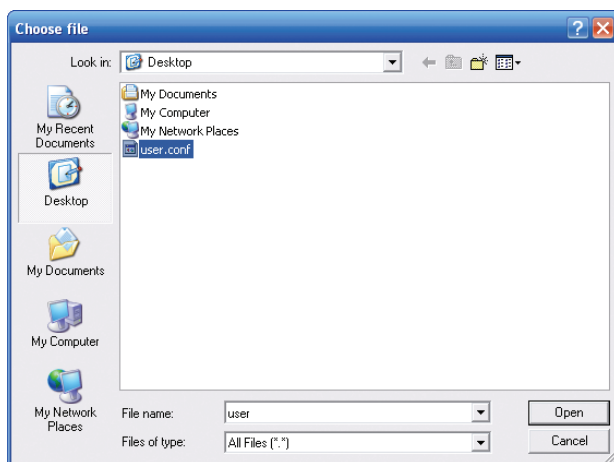 Choose file
Look in:
Desktop
My Recent
Documents
Desktop
My Documents
My Computer
My Network
Places
My Documents
My Computer
My Network Places
user.conf
File name:
user
Open
Files of type:
All Files (*.*)
Cancel